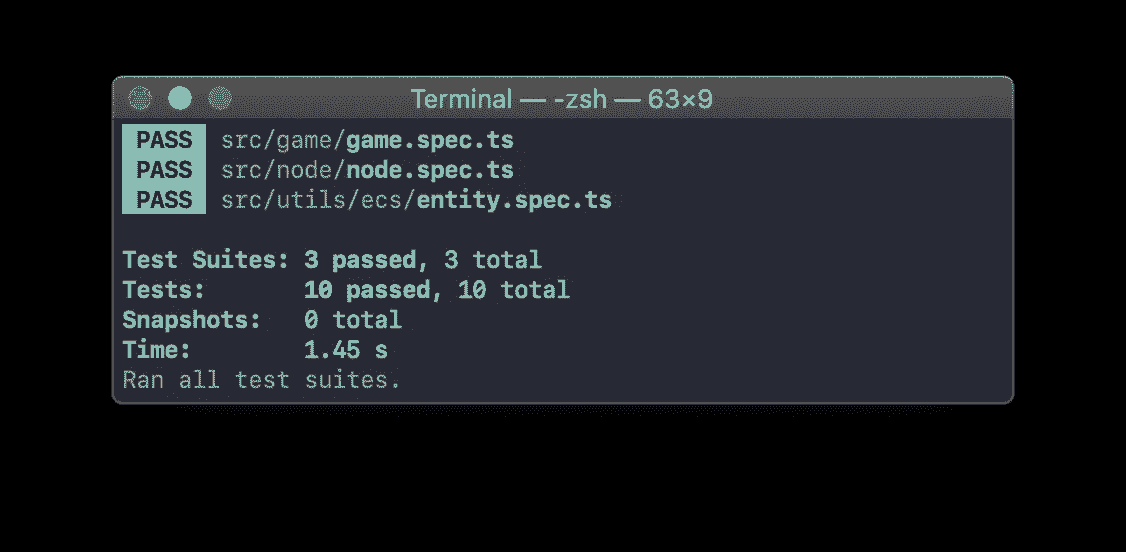 Terminal — -zsh — 63×9
PASS src/game/game.spec.ts
PASS src/node/node.spec.ts
PASS src/utils/ecs/entity.spec.ts
Test Suites: 3 passed, 3 total
Tests: 10 passed, 10 total
Snapshots: 0 total
Time: 1.45 s
Ran all test suites.